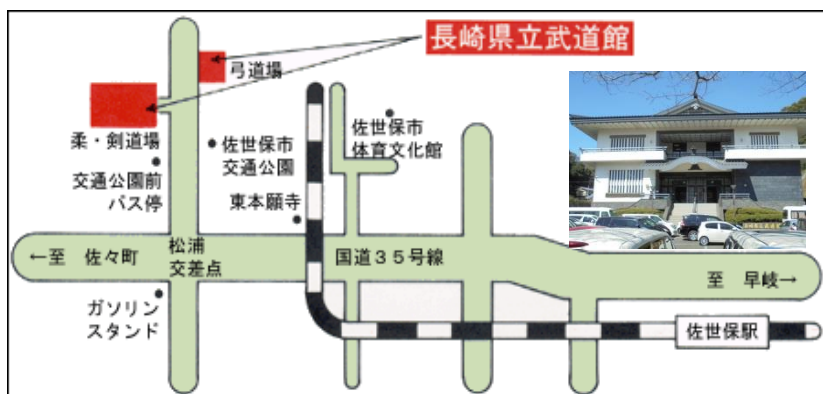 長崎県立武道館
弓道場
柔・剣道場
交通公園前
バス停
佐世保市
交通公園
佐世保市
体育文化館
東本願寺
←至 佐々町
松浦
交差点
国道35号線
至 早岐→
ガソリン
スタンド
佐世保駅